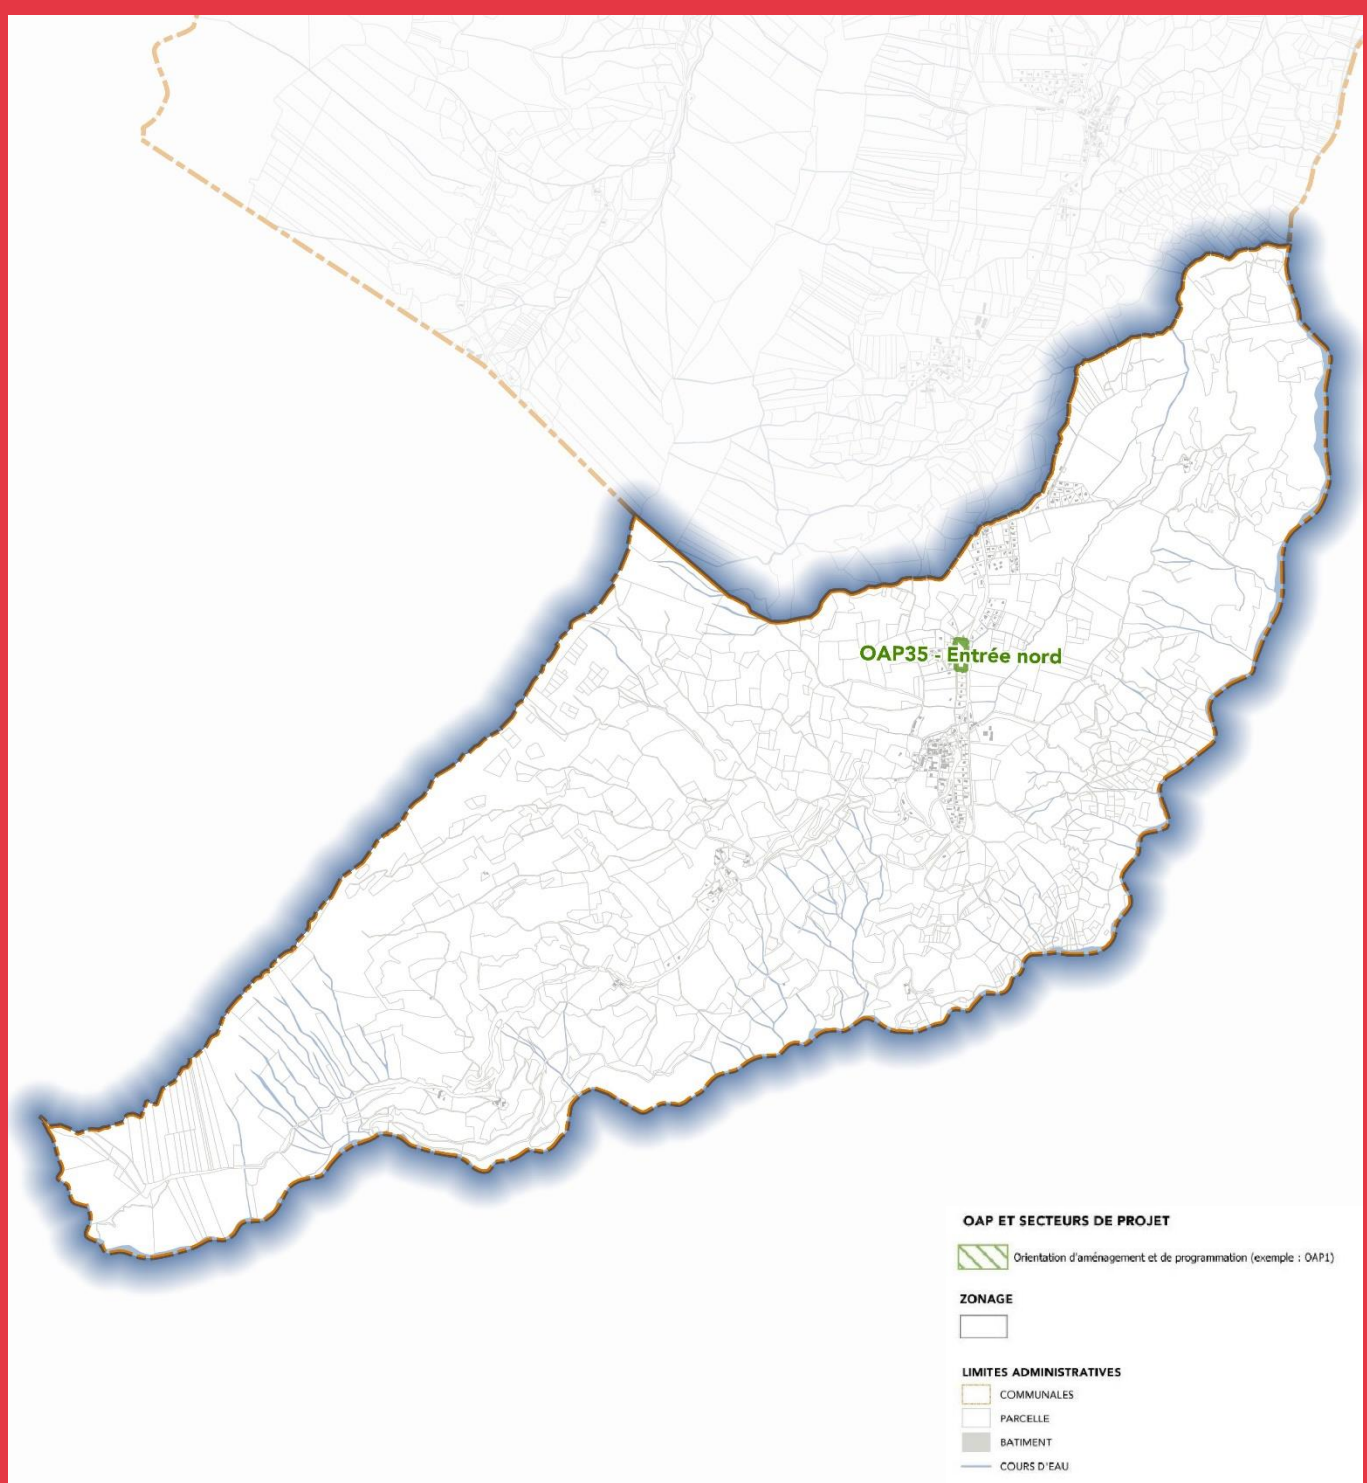 OAP35 - Entrée nord
OAP ET SECTEURS DE PROJET
Orientation d'aménagement et de programmation (exemple : OAP1)
ZONAGE
LIMITES ADMINISTRATIVES
COMMUNALES
PARCELLE
BATIMENT
COURS D'EAU